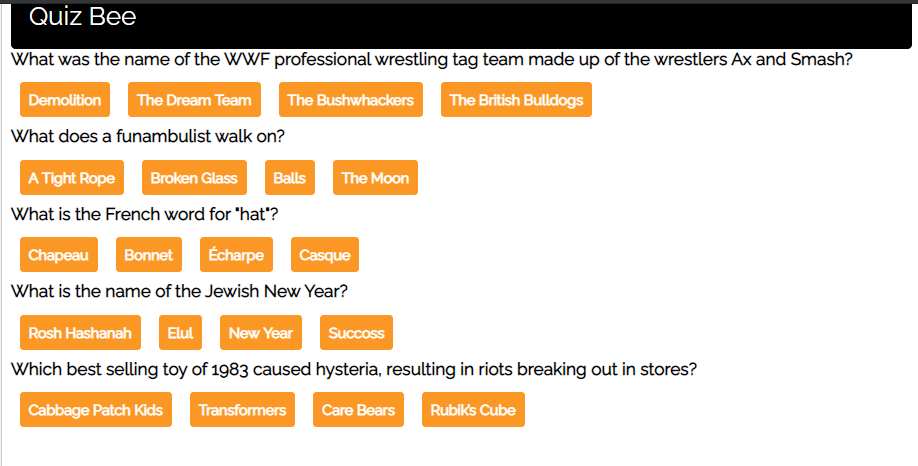 Quiz Bee
What was the name of the WWF professional wrestling tag team made up of the wrestlers Ax and Smash?
Demolition The Dream Team The Bushwhackers The British Bulldogs
What does a funambulist walk on?
A Tight Rope Broken Glass Balls The Moon
What is the French word for "hat"?
Chapeau Bonnet Écharpe Casque
What is the name of the Jewish New Year?
Rosh Hashanah Elul New Year Succoss
Which best selling toy of 1983 caused hysteria, resulting in riots breaking out in stores?
Cabbage Patch Kids Transformers Care Bears Rubik's Cube